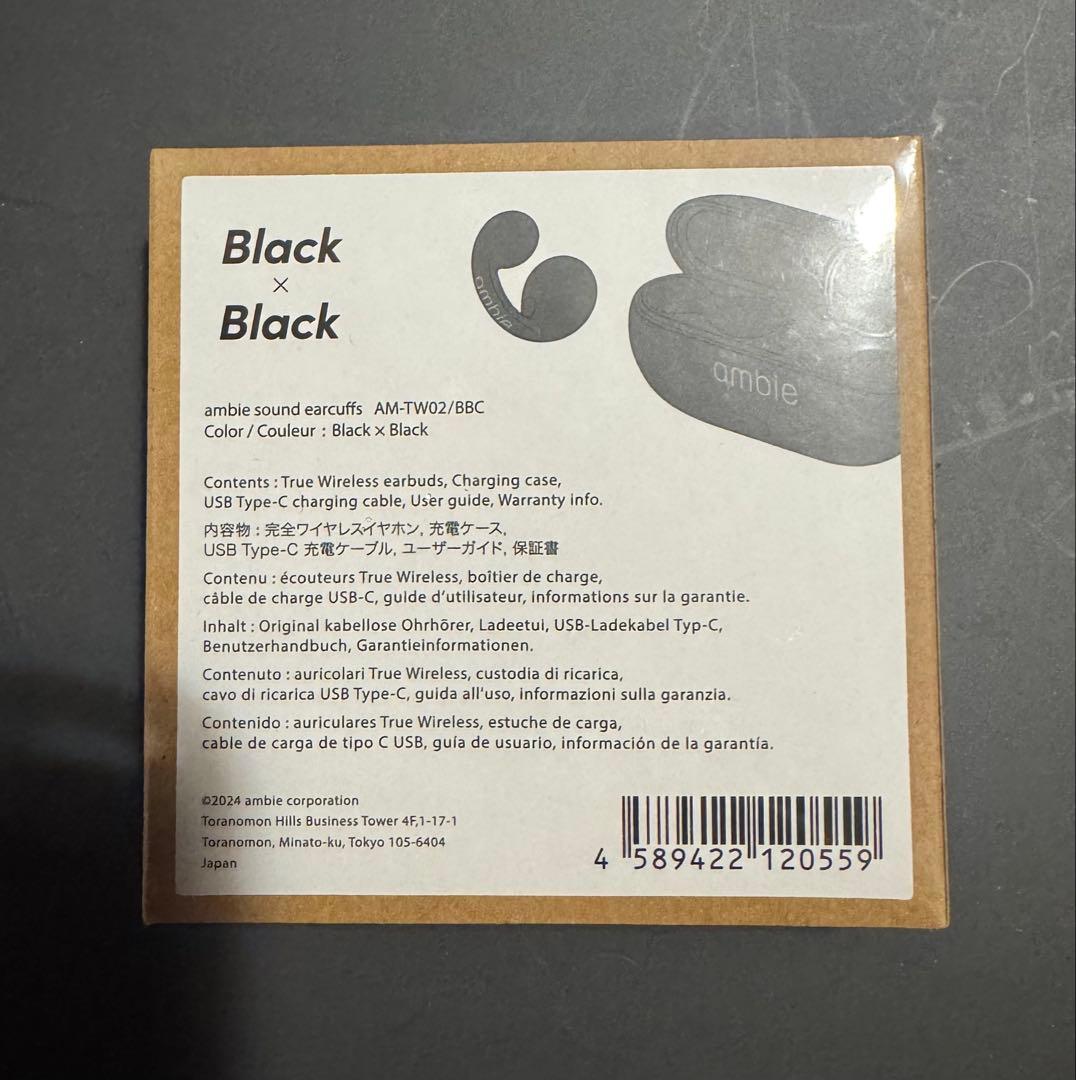 Black
×
Black
ambie
ambie
ambie sound earcuffs AM-TW02/BBC
Color / Couleur : Black × Black
Contents : True Wireless earbuds, Charging case,
USB Type-C charging cable, User guide, Warranty info.
内容物 : 完全ワイヤレスイヤホン, 充電ケース,
USB Type-C 充電ケーブル, ユーザーガイド, 保証書
Contenu : écouteurs True Wireless, boîtier de charge,
câble de charge USB-C, guide d'utilisateur, informations sur la garantie.
Inhalt : Original kabellose Ohrhörer, Ladeetui, USB-Ladekabel Typ-C,
Benutzerhandbuch, Garantieinformationen.
Contenuto : auricolari True Wireless, custodia di ricarica,
cavo di ricarica USB Type-C, guida all'uso, informazioni sulla garanzia.
Contenido : auriculares True Wireless, estuche de carga,
cable de carga de tipo C USB, guía de usuario, información de la garantía.
©2024 ambie corporation
Toranomon Hills Business Tower 4F,1-17-1
Toranomon, Minato-ku, Tokyo 105-6404
Japan
4 589422 120559